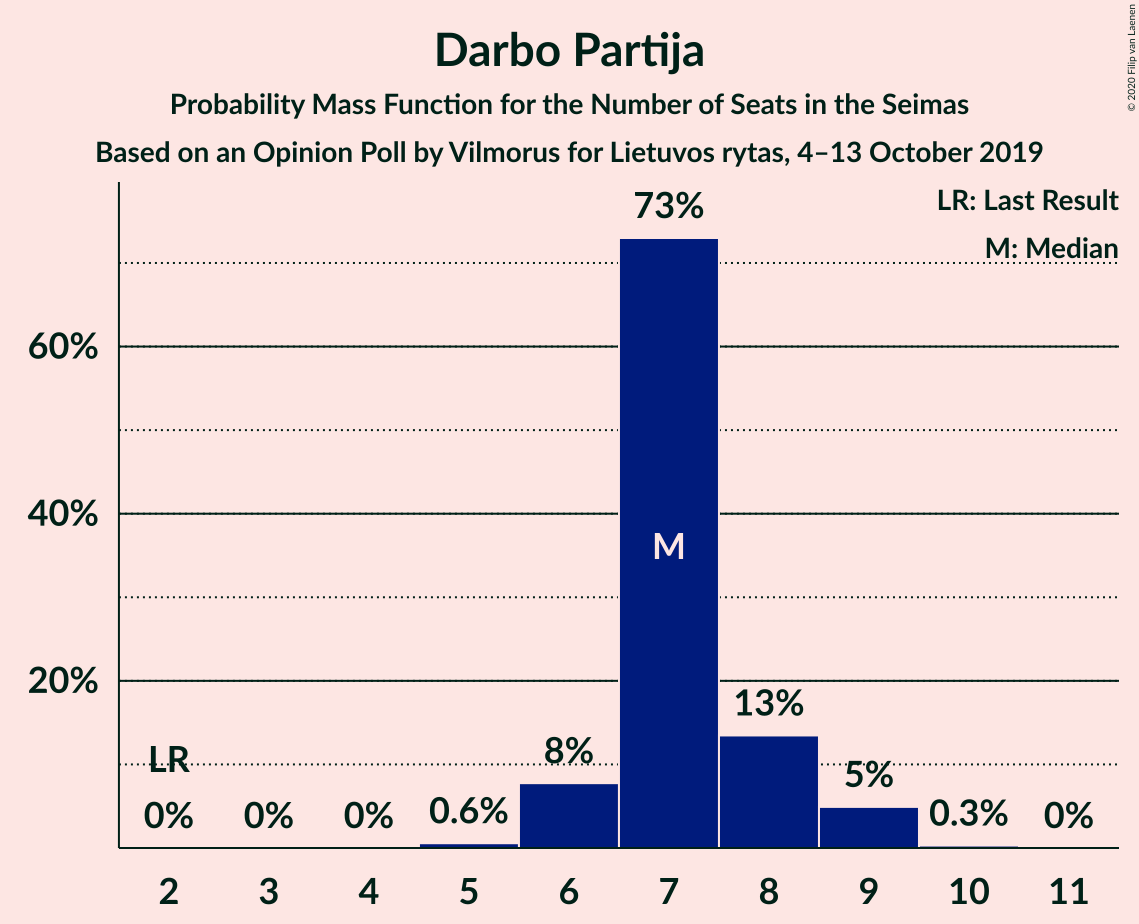 Darbo Partija
Probability Mass Function for the Number of Seats in the Seimas
Based on an Opinion Poll by Vilmorus for Lietuvos rytas, 4–13 October 2019
© 2020 Filip van Laenen
LR: Last Result
M: Median
73%
60%
40%
M
20%
13%
LR
8%
5%
0% 0% 0% 0.6% 0.3% 0%
2 3 4 5 6 7 8 9 10 11